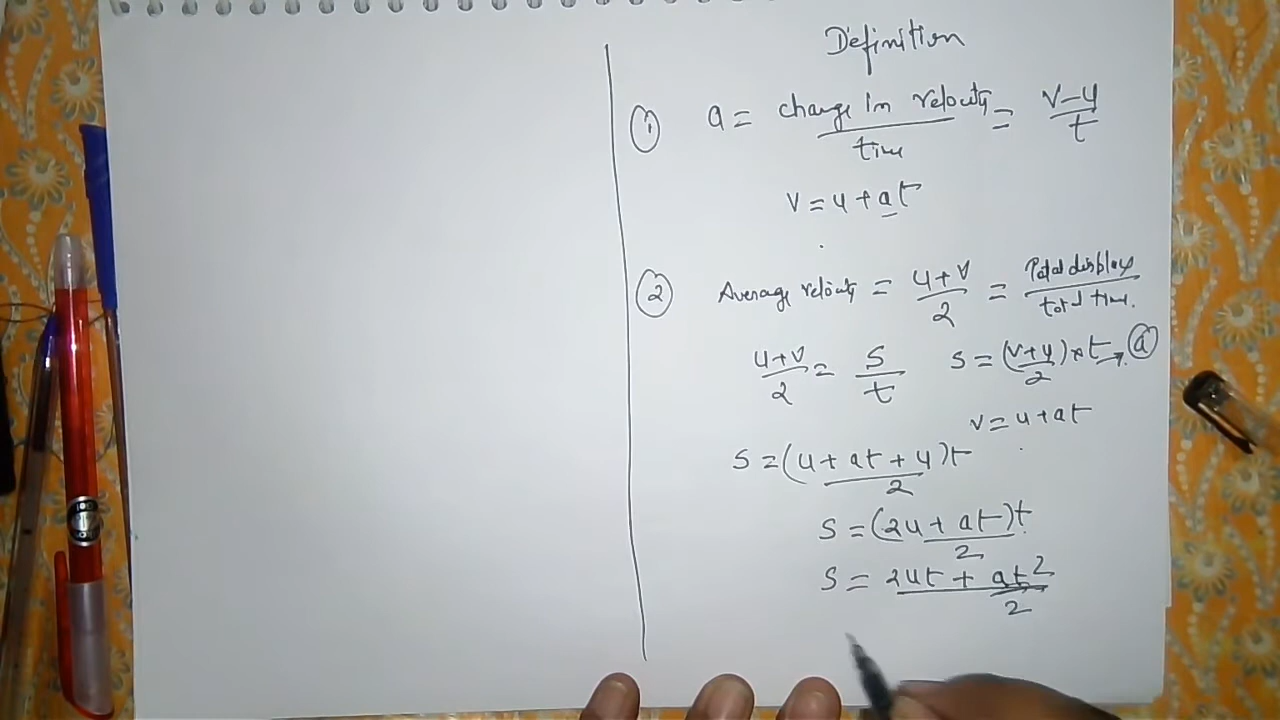 Definition
① a = change in velocity / time = v-u / t
v = u + at
② Average velocity = u+v / 2 = Total displac / total time.
u+v / 2 = s / t
s = (v+u / 2) × t → ⓐ
v = u + at
s = (u + at + u / 2)t
s = (2u + at / 2)t
s = 2ut + at² / 2